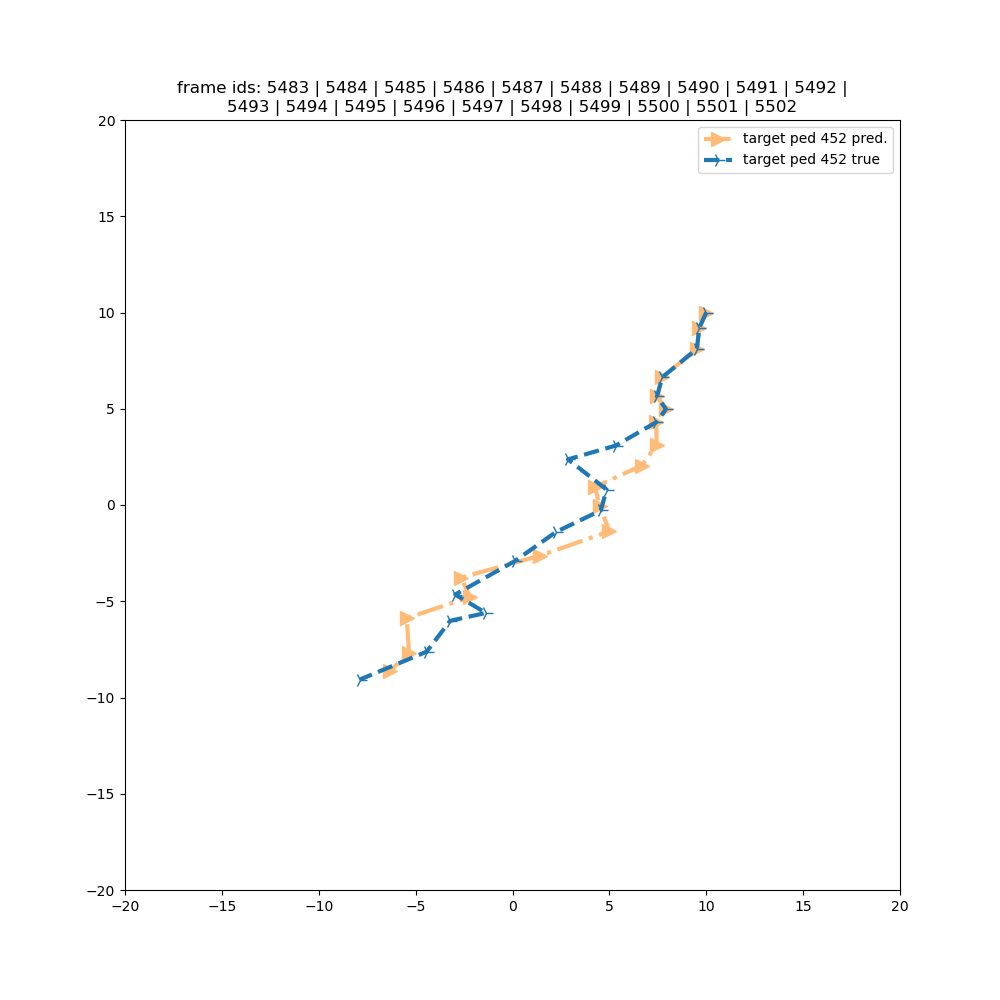 frame ids: 5483 | 5484 | 5485 | 5486 | 5487 | 5488 | 5489 | 5490 | 5491 | 5492 |
5493 | 5494 | 5495 | 5496 | 5497 | 5498 | 5499 | 5500 | 5501 | 5502
target ped 452 pred.
target ped 452 true
20
15
10
5
0
−5
−10
−15
−20
−20 −15 −10 −5 0 5 10 15 20